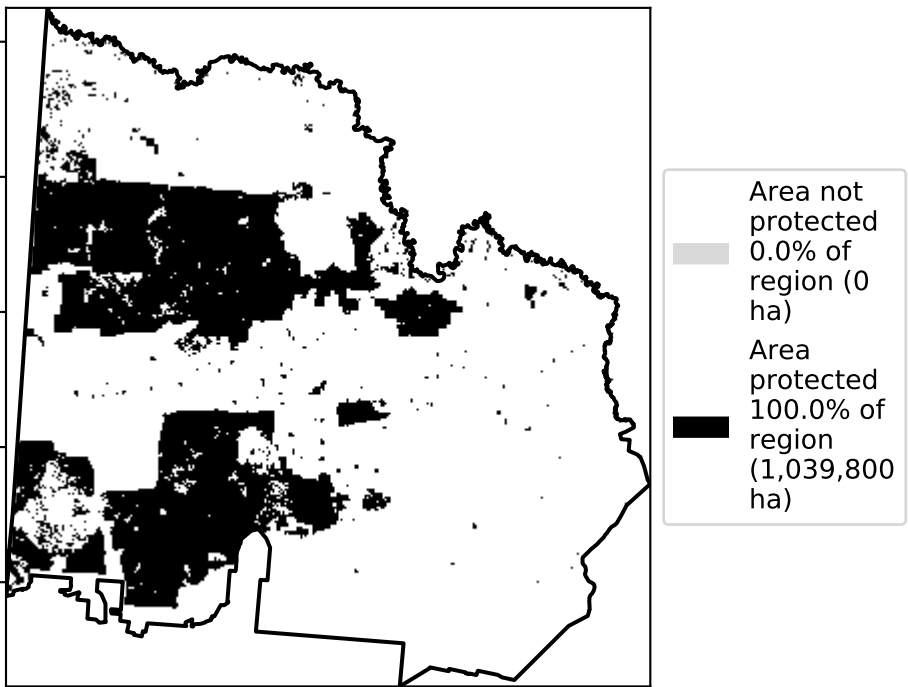 Area not
protected
0.0% of
region (0
ha)
Area
protected
100.0% of
region
(1,039,800
ha)